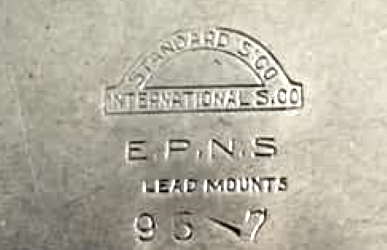 STANDARD S. CO.
INTERNATIONAL S. CO
E.P.N.S
LEAD MOUNTS
95 7